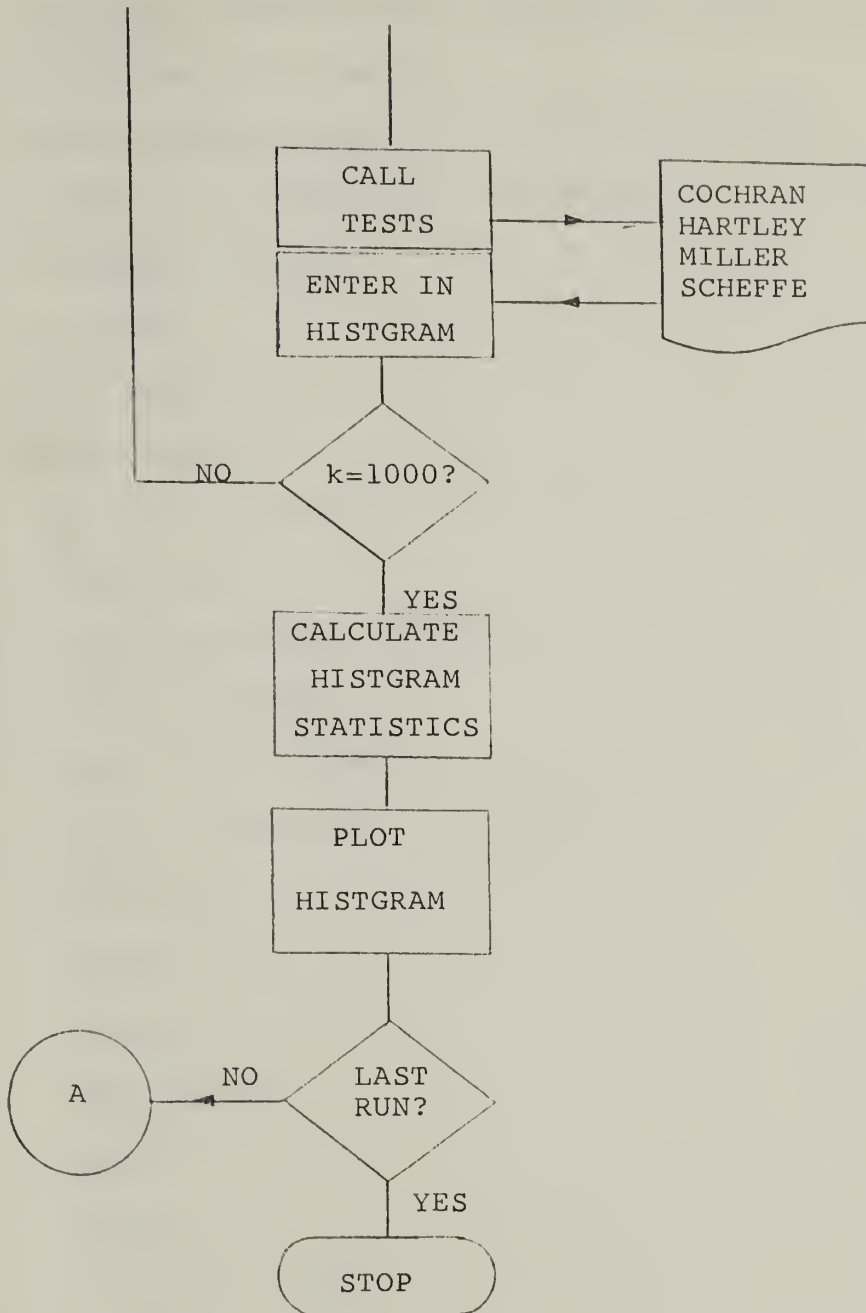 CALL
TESTS
COCHRAN
HARTLEY
MILLER
SCHEFFE
ENTER IN
HISTGRAM
NO
k=1000?
YES
CALCULATE
HISTGRAM
STATISTICS
PLOT
HISTGRAM
A
NO
LAST
RUN?
YES
STOP